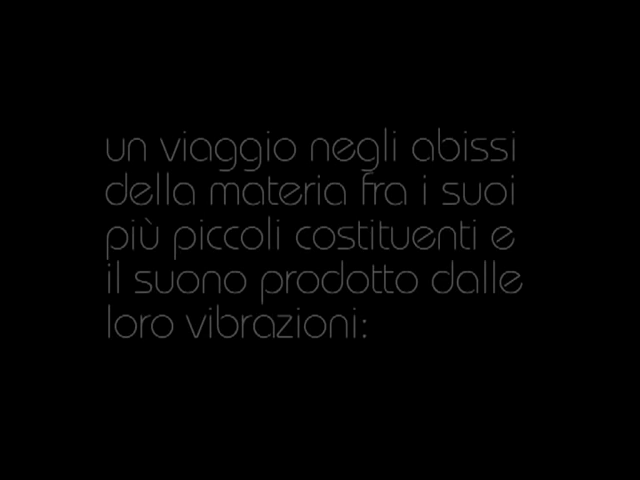 un viaggio negli abissi
della materia fra i suoi
più piccoli costituenti e
il suono prodotto dalle
loro vibrazioni: